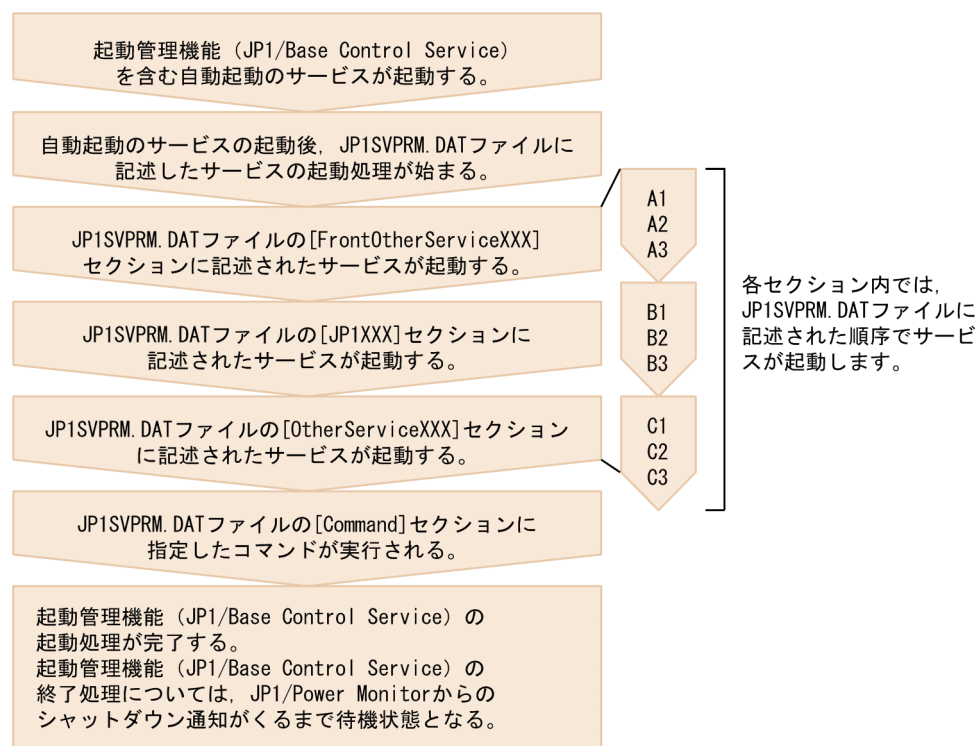 起動管理機能（JP1/Base Control Service）
を含む自動起動のサービスが起動する。
自動起動のサービスの起動後，JP1SVPRM.DATファイルに
記述したサービスの起動処理が始まる。
JP1SVPRM.DATファイルの[FrontOtherServiceXXX]
セクションに記述されたサービスが起動する。
JP1SVPRM.DATファイルの[JP1XXX]セクションに
記述されたサービスが起動する。
JP1SVPRM.DATファイルの[OtherServiceXXX]セクション
に記述されたサービスが起動する。
JP1SVPRM.DATファイルの[Command]セクションに
指定したコマンドが実行される。
起動管理機能（JP1/Base Control Service）の
起動処理が完了する。
起動管理機能（JP1/Base Control Service）の
終了処理については，JP1/Power Monitorからの
シャットダウン通知がくるまで待機状態となる。
A1
A2
A3
B1
B2
B3
C1
C2
C3
各セクション内では，
JP1SVPRM.DATファイルに
記述された順序でサービ
スが起動します。